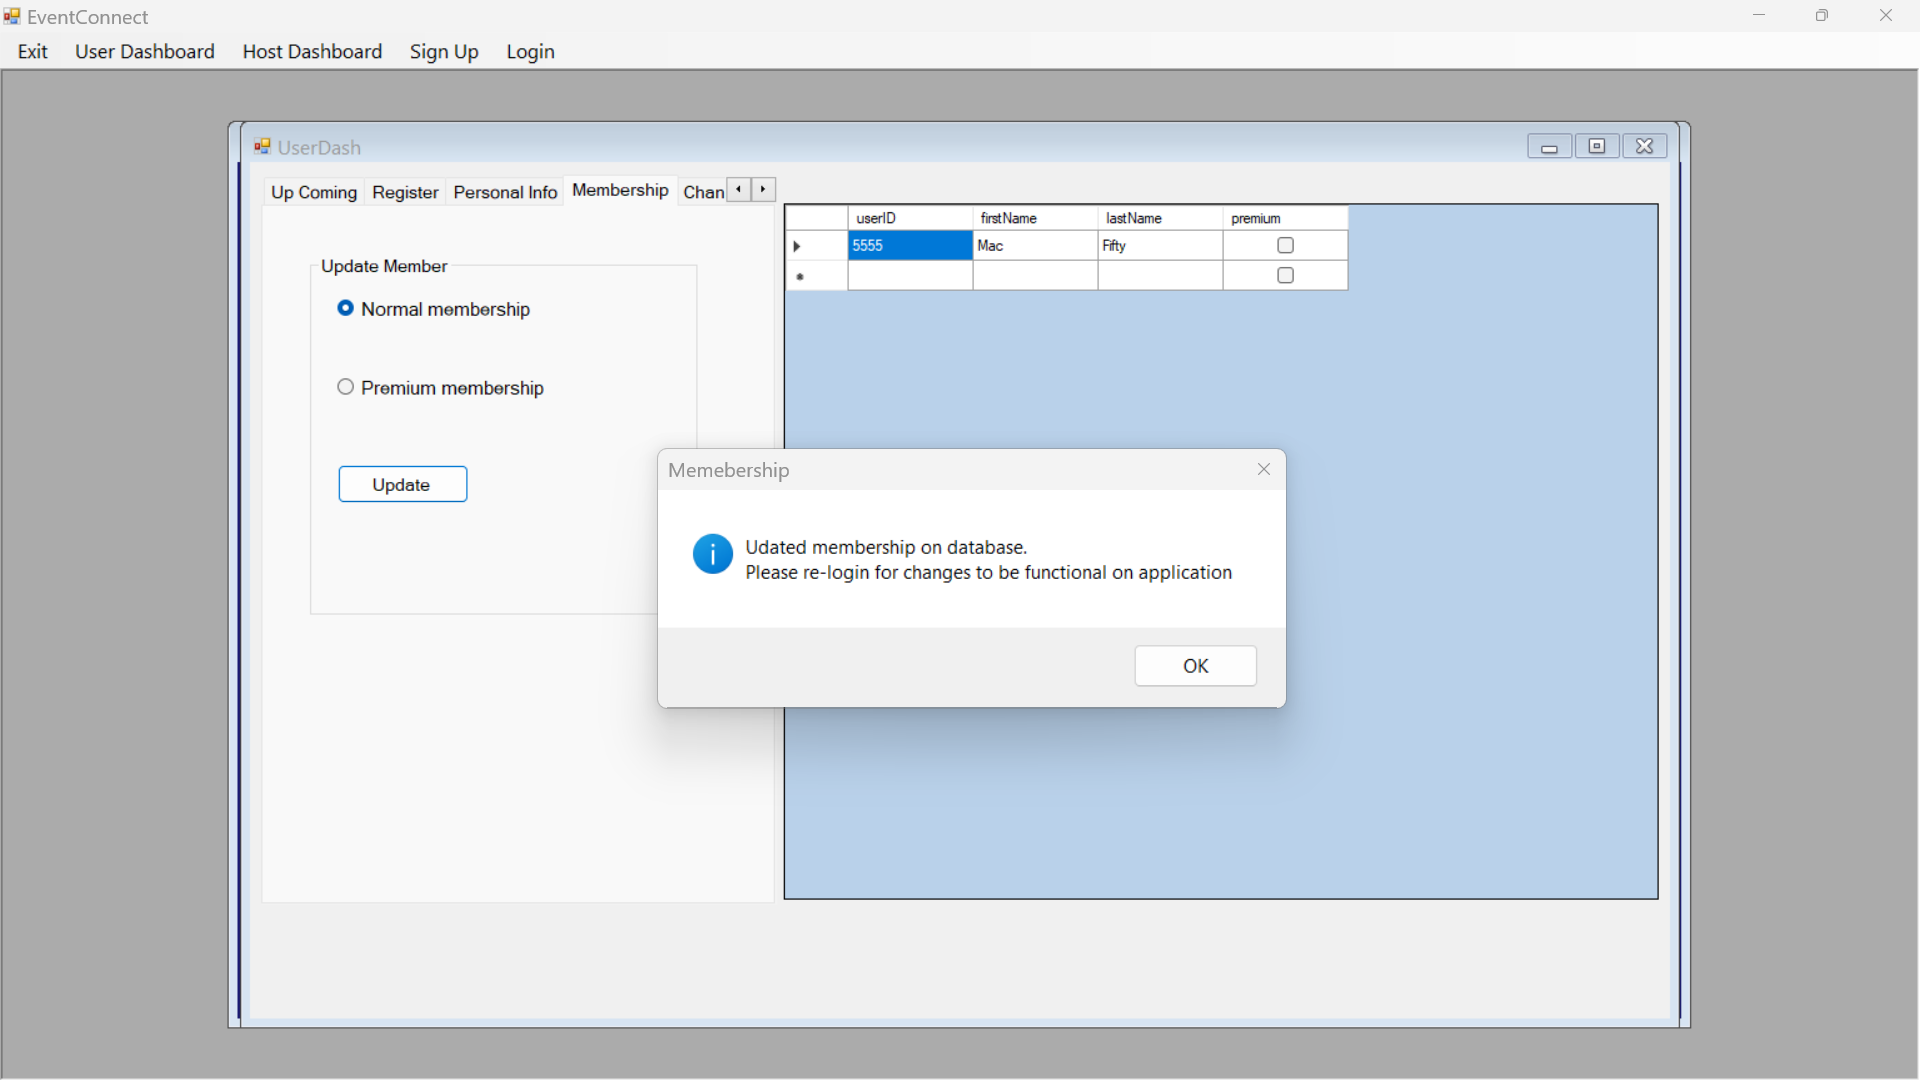 EventConnect
Exit User Dashboard Host Dashboard Sign Up Login
UserDash
Up Coming Register Personal Info Membership Chan
userID firstName lastName premium
5555 Mac Fifty
Update Member
Normal membership
Premium membership
Update
Memebership
Udated membership on database.
Please re-login for changes to be functional on application
OK